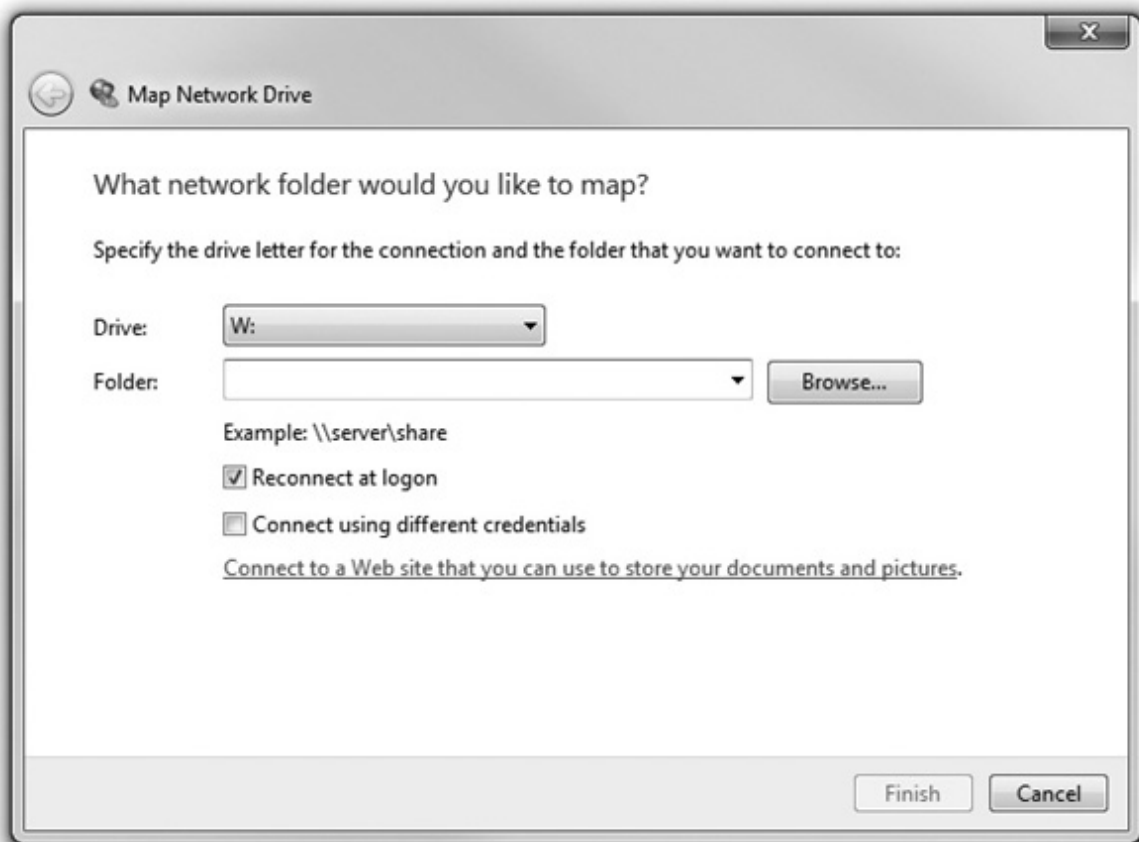 Map Network Drive
What network folder would you like to map?
Specify the drive letter for the connection and the folder that you want to connect to:
Drive: W:
Folder: Browse...
Example: \\server\share
Reconnect at logon
Connect using different credentials
Connect to a Web site that you can use to store your documents and pictures.
Finish Cancel